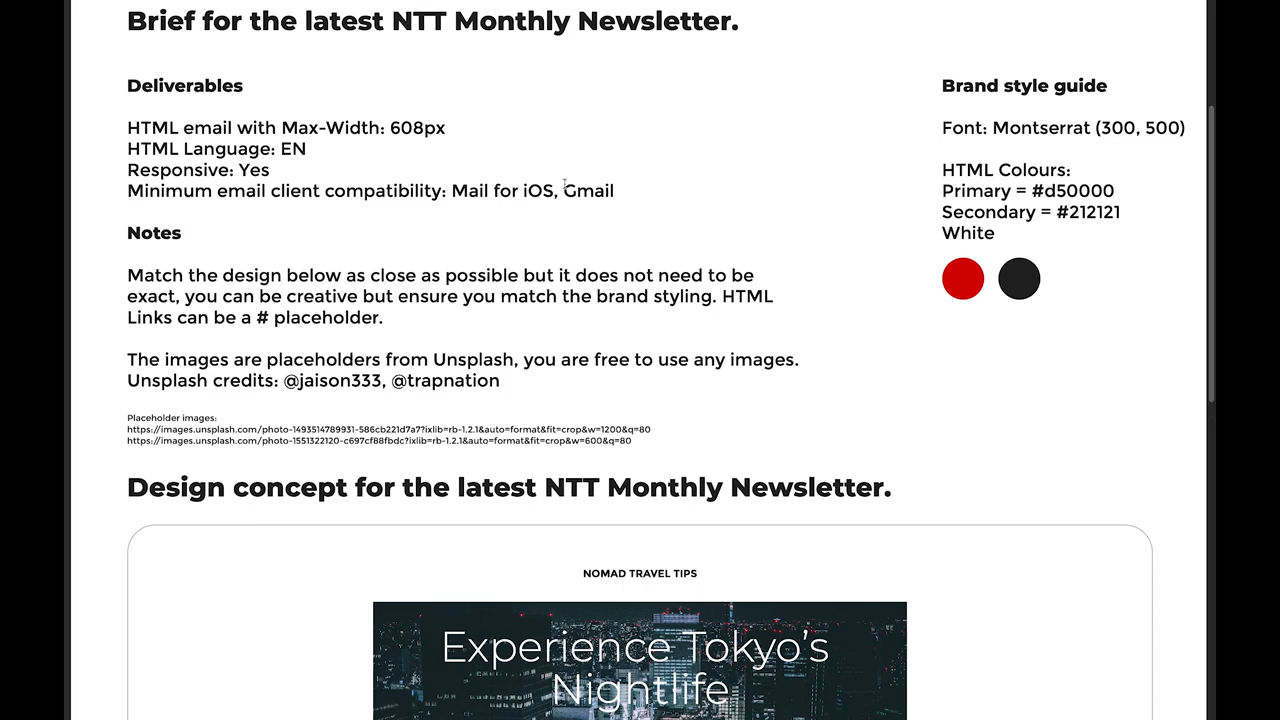 Brief for the latest NTT Monthly Newsletter.
Deliverables
HTML email with Max-Width: 608px
HTML Language: EN
Responsive: Yes
Minimum email client compatibility: Mail for iOS, Gmail
Notes
Match the design below as close as possible but it does not need to be
exact, you can be creative but ensure you match the brand styling. HTML
Links can be a # placeholder.
The images are placeholders from Unsplash, you are free to use any images.
Unsplash credits: @jaison333, @trapnation
Placeholder images:
https://images.unsplash.com/photo-1493514789931-586cb221d7a7?ixlib=rb-1.2.1&auto=format&fit=crop&w=1200&q=80
https://images.unsplash.com/photo-1551322120-c697cf88fbdc?ixlib=rb-1.2.1&auto=format&fit=crop&w=600&q=80
Brand style guide
Font: Montserrat (300, 500)
HTML Colours:
Primary = #d50000
Secondary = #212121
White
Design concept for the latest NTT Monthly Newsletter.
NOMAD TRAVEL TIPS
Experience Tokyo's
Nightlife